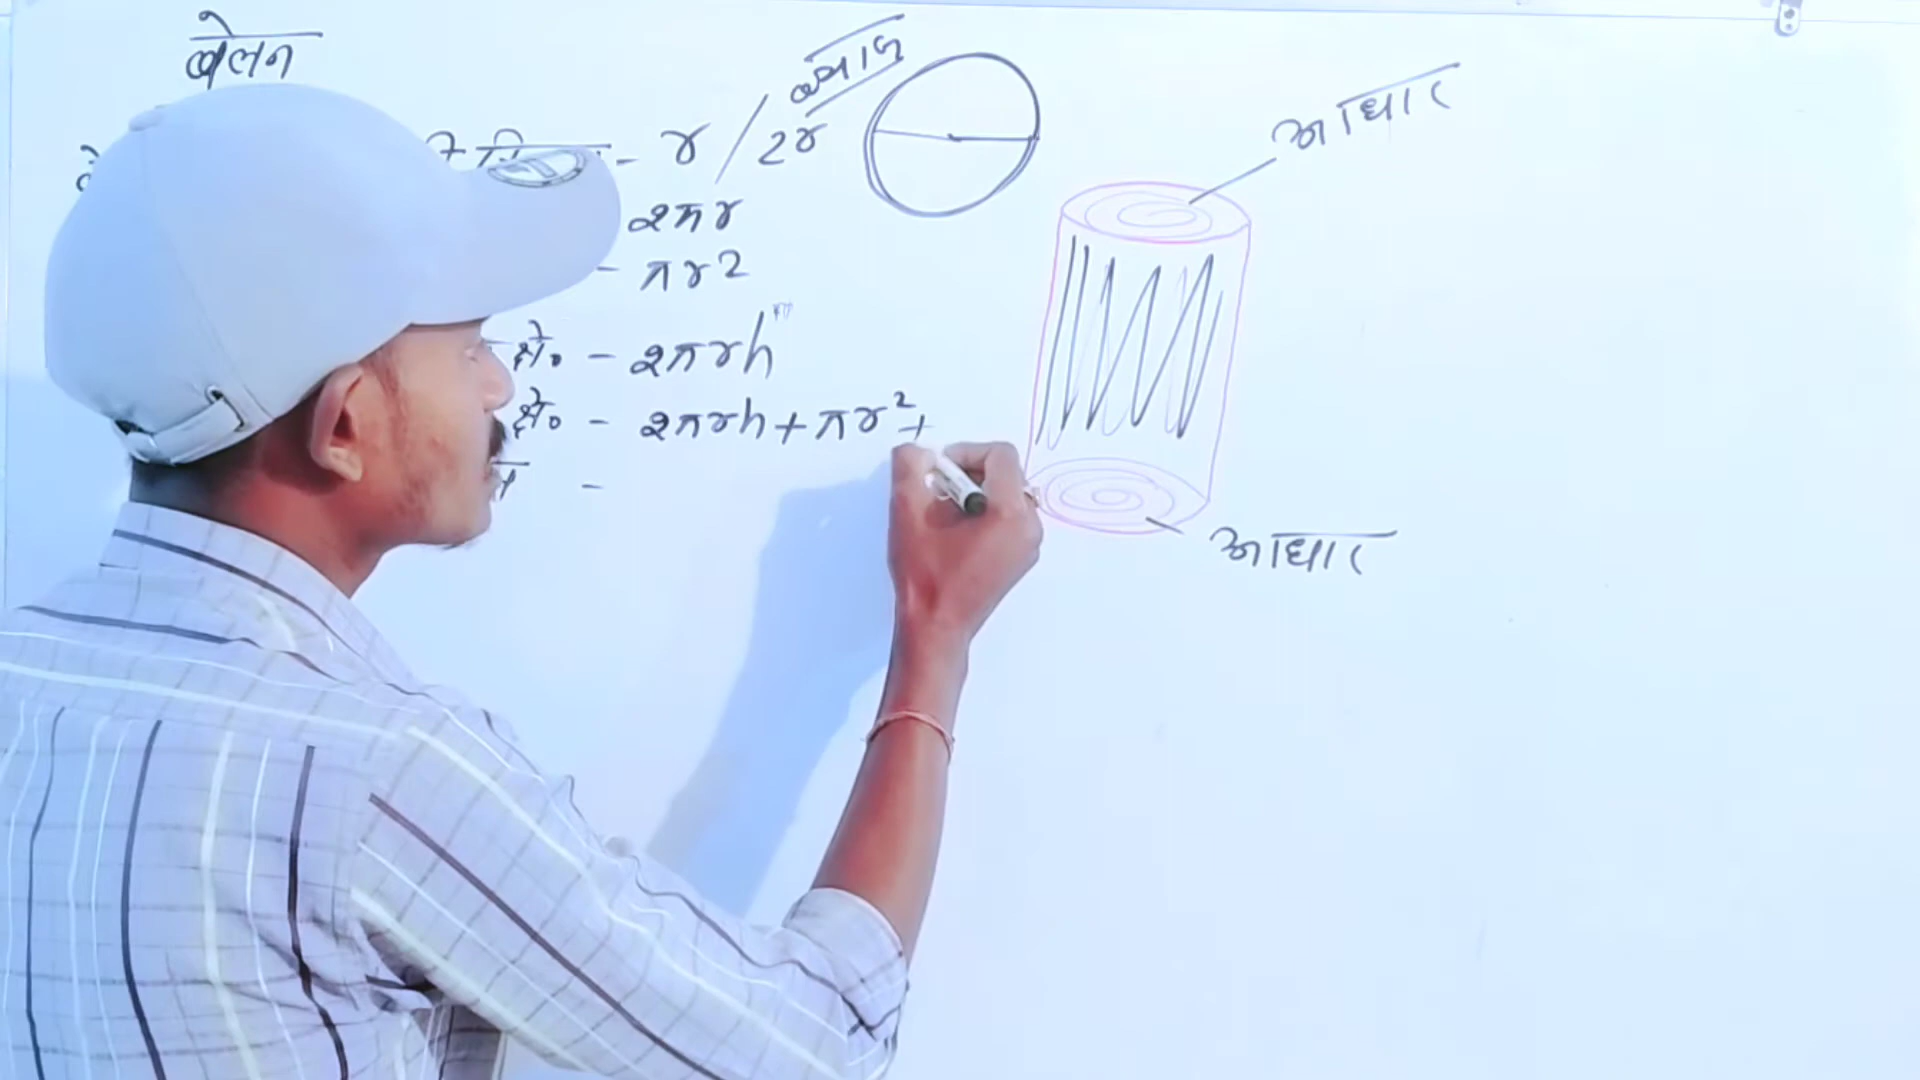 बेलन
व्यास
- r / 2r
आधार
2πr
- πr2
क्षे० - 2πrh
क्षे० - 2πrh + πr² +
-
आधार